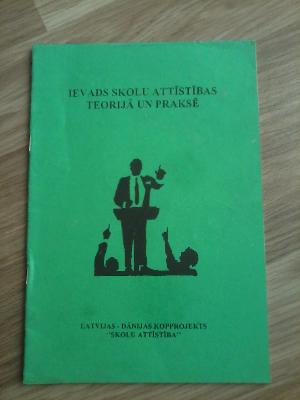 IEVADS SKOLU ATTĪSTĪBAS
TEORIJĀ UN PRAKSĒ
LATVIJAS - DĀNIJAS KOPPROJEKTS
"SKOLU ATTĪSTĪBA"